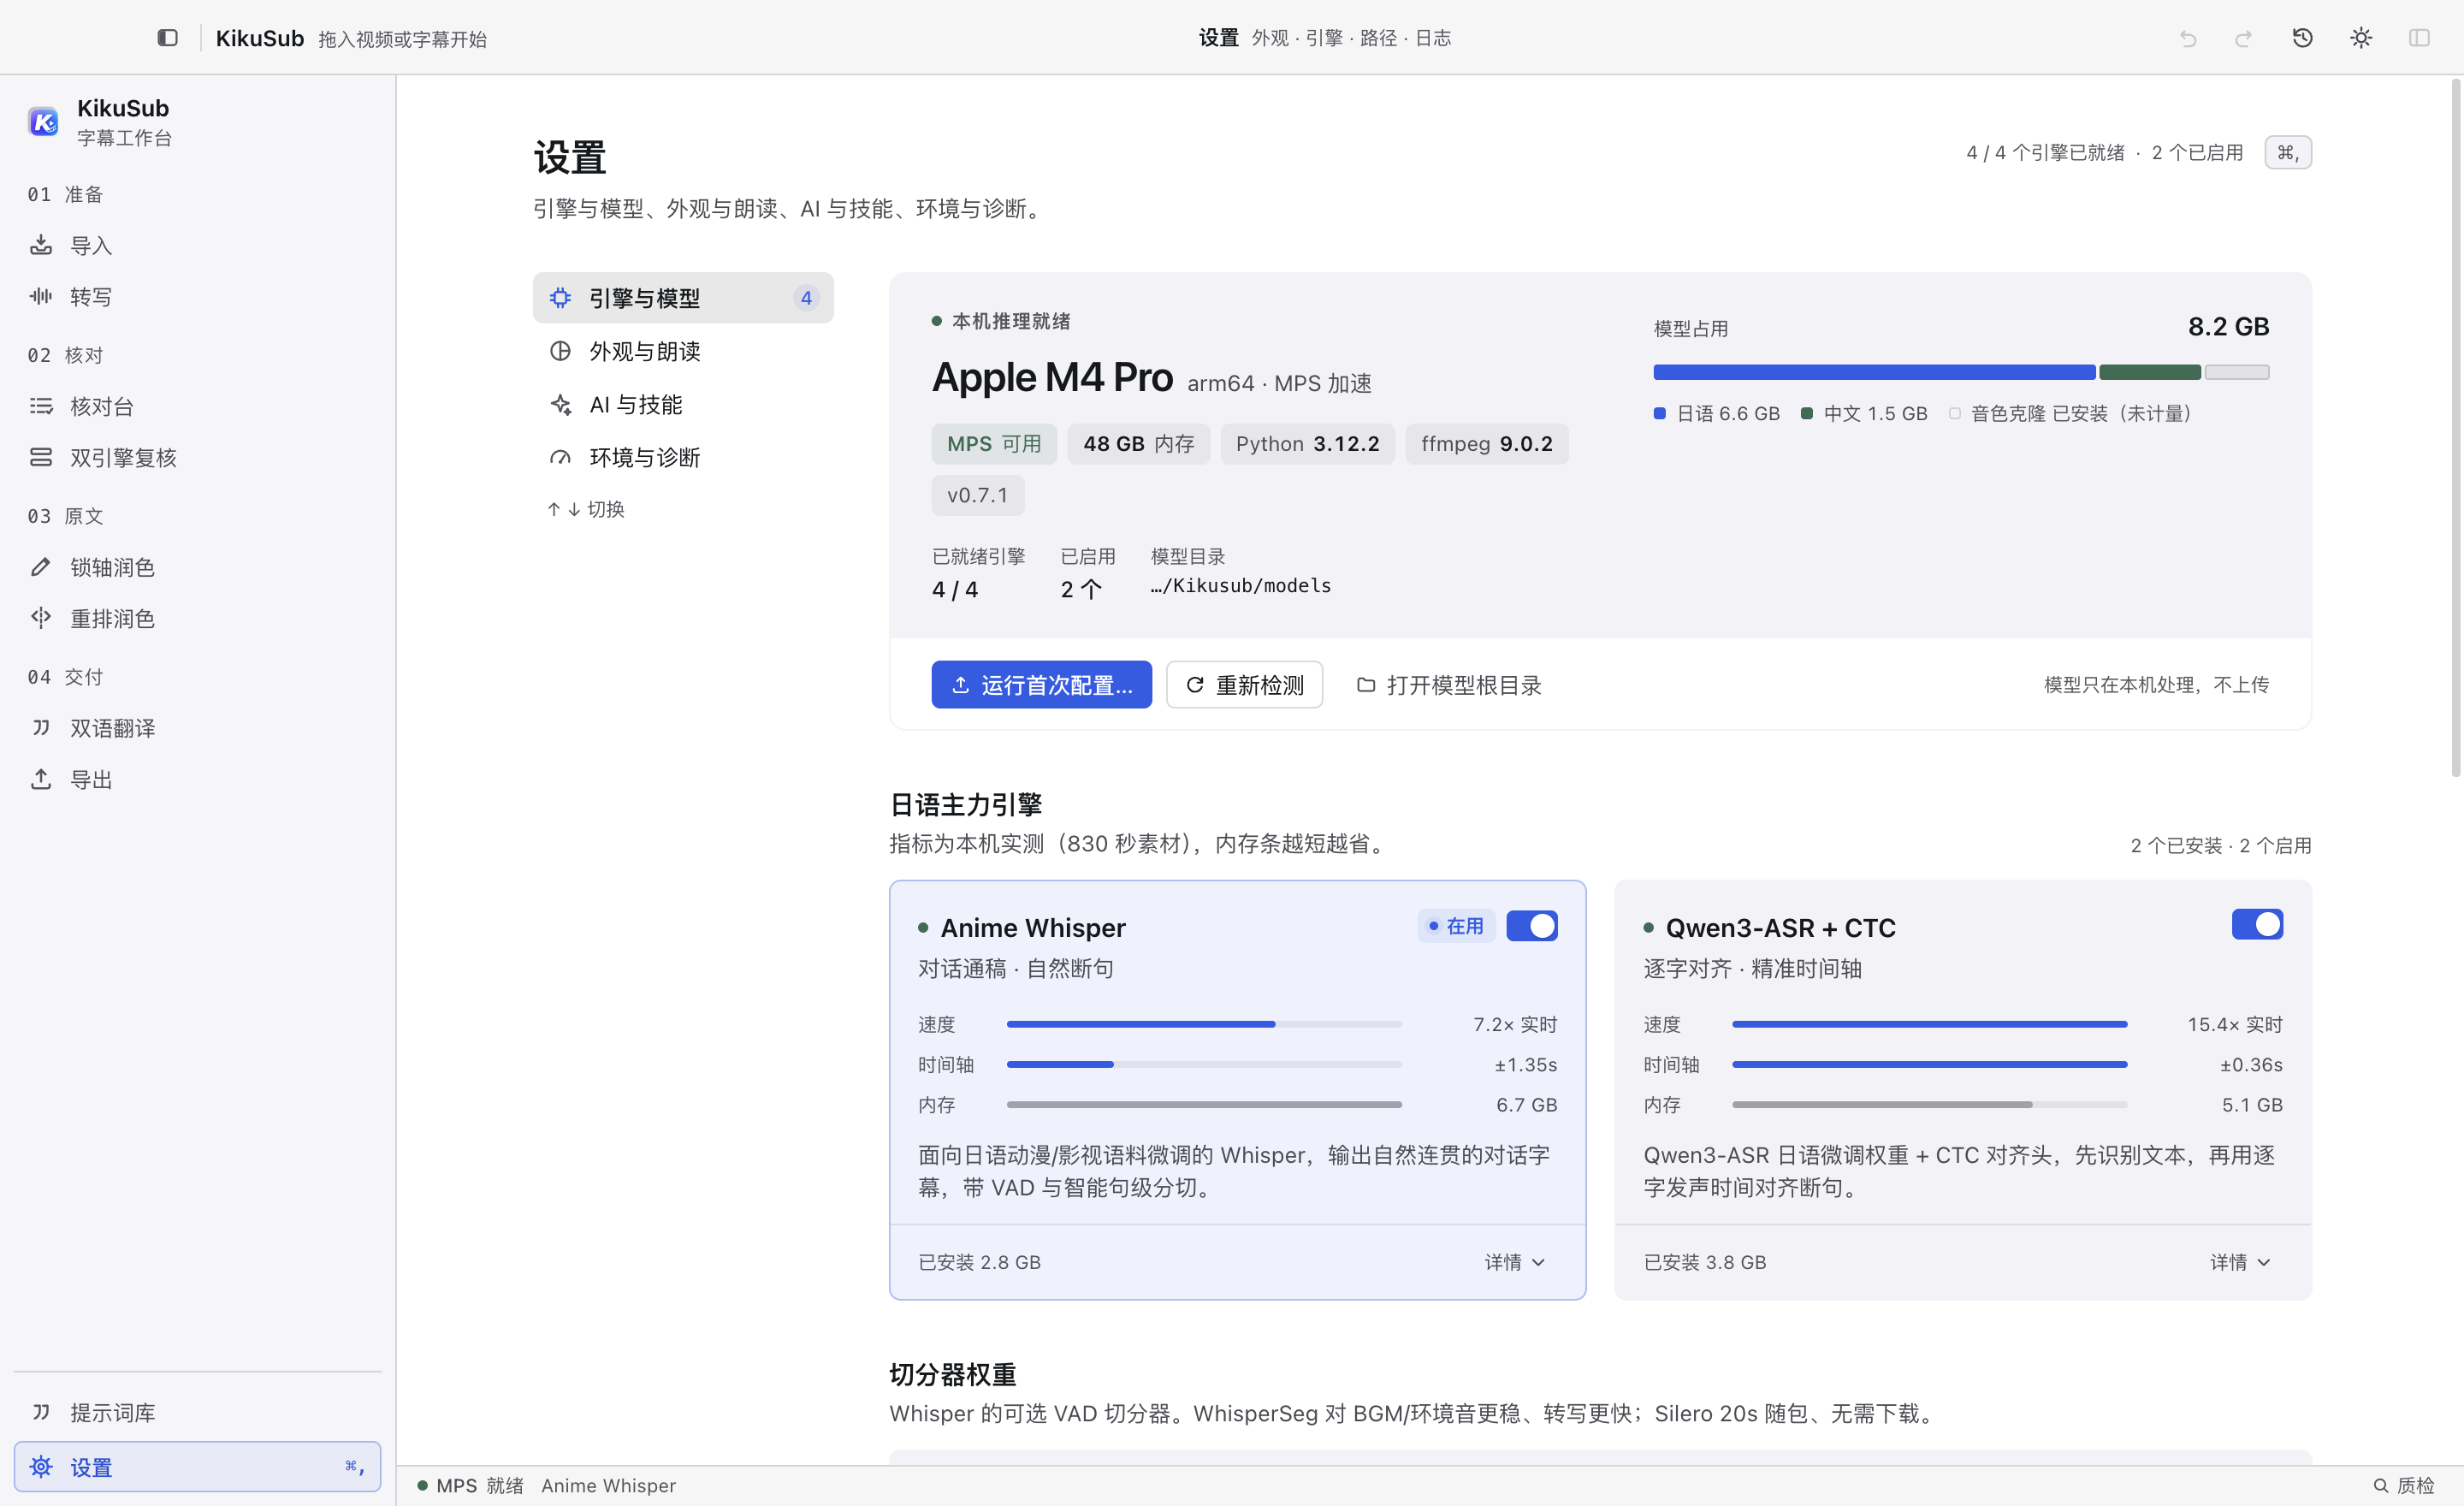 KikuSub 拖入视频或字幕开始
设置 外观 · 引擎 · 路径 · 日志
KikuSub
字幕工作台
01 准备
导入
转写
02 核对
核对台
双引擎复核
03 原文
锁轴润色
重排润色
04 交付
双语翻译
导出
提示词库
设置 ⌘,
设置
引擎与模型、外观与朗读、AI 与技能、环境与诊断。
4 / 4 个引擎已就绪 · 2 个已启用 ⌘,
引擎与模型 4
外观与朗读
AI 与技能
环境与诊断
↑ ↓ 切换
本机推理就绪
Apple M4 Pro arm64 · MPS 加速
MPS 可用 48 GB 内存 Python 3.12.2 ffmpeg 9.0.2
v0.7.1
已就绪引擎 已启用 模型目录
4 / 4 2 个 …/Kikusub/models
模型占用 8.2 GB
日语 6.6 GB 中文 1.5 GB 音色克隆 已安装（未计量）
运行首次配置... 重新检测 打开模型根目录 模型只在本机处理，不上传
日语主力引擎
指标为本机实测（830 秒素材），内存条越短越省。
2 个已安装 · 2 个启用
Anime Whisper 在用
对话通稿 · 自然断句
速度 7.2× 实时
时间轴 ±1.35s
内存 6.7 GB
面向日语动漫/影视语料微调的 Whisper，输出自然连贯的对话字
幕，带 VAD 与智能句级分切。
已安装 2.8 GB 详情
Qwen3-ASR + CTC
逐字对齐 · 精准时间轴
速度 15.4× 实时
时间轴 ±0.36s
内存 5.1 GB
Qwen3-ASR 日语微调权重 + CTC 对齐头，先识别文本，再用逐
字发声时间对齐断句。
已安装 3.8 GB 详情
切分器权重
Whisper 的可选 VAD 切分器。WhisperSeg 对 BGM/环境音更稳、转写更快；Silero 20s 随包、无需下载。
MPS 就绪 Anime Whisper
质检